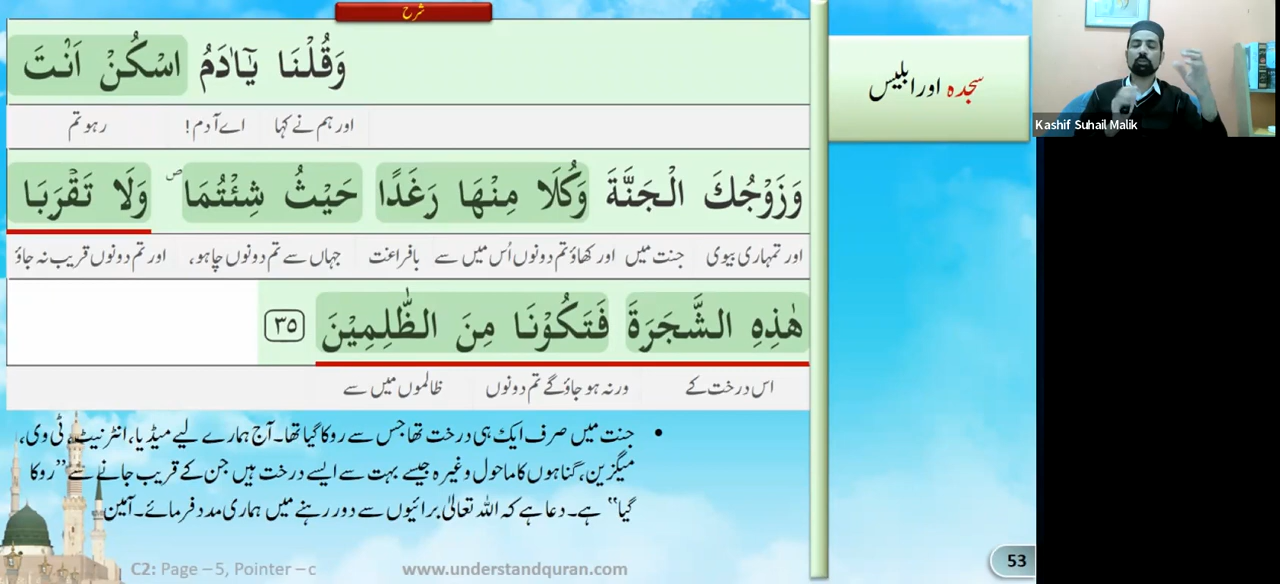 شرح
وَقُلْنَا يٰٓاٰدَمُ اسْكُنْ اَنْتَ
اور ہم نے کہا اے آدم! رہو تم
وَزَوْجُكَ الْجَنَّةَ وَكُلَا مِنْهَا رَغَدًا حَيْثُ شِئْتُمَا ۖ وَلَا تَقْرَبَا
اور تمہاری بیوی جنت میں اور کھاؤ تم دونوں اُس میں سے بافراغت جہاں سے تم دونوں چاہو، اور تم دونوں قریب نہ جاؤ
هٰذِهِ الشَّجَرَةَ فَتَكُوْنَا مِنَ الظّٰلِمِيْنَ ٣٥
اس درخت کے ورنہ ہو جاؤ گے تم دونوں ظالموں میں سے
• جنت میں صرف ایک ہی درخت تھا جس سے روکا گیا تھا۔ آج ہمارے لیے میڈیا، انٹرنیٹ، ٹی وی،
میگزین، گناہوں کا ماحول وغیرہ جیسے بہت سے ایسے درخت ہیں جن کے قریب جانے سے ”روکا
گیا“ ہے۔ دعا ہے کہ اللہ تعالیٰ برائیوں سے دور رہنے میں ہماری مدد فرمائے۔ آمین
C2: Page – 5, Pointer – c
www.understandquran.com
سجدہ اور ابلیس
53
Kashif Suhail Malik